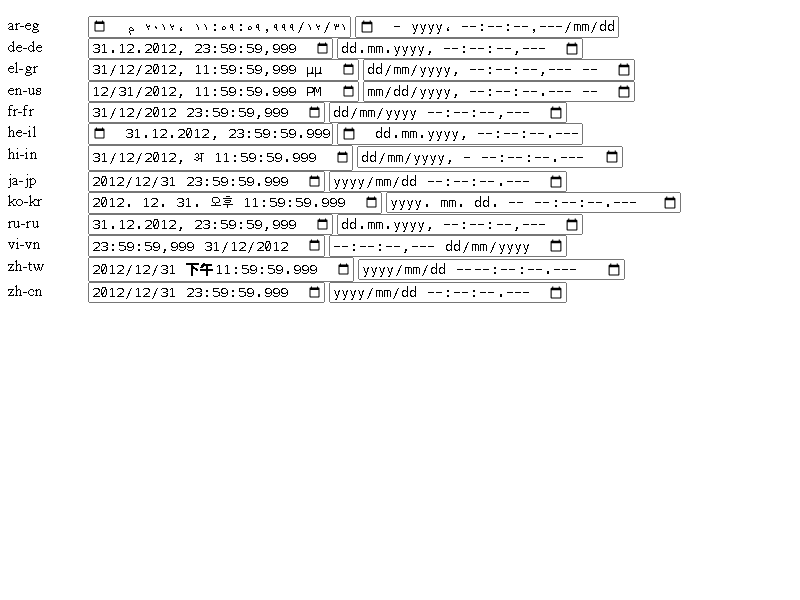 ar-eg ٣١/١٢/٢٠١٢، ١١:٥٩:٥٩,٩٩٩ م mm/dd/yyyy، --:--:--,--- -
de-de 31.12.2012, 23:59:59,999 dd.mm.yyyy, --:--:--,---
el-gr 31/12/2012, 11:59:59,999 μμ dd/mm/yyyy, --:--:--,--- --
en-us 12/31/2012, 11:59:59.999 PM mm/dd/yyyy, --:--:--.--- --
fr-fr 31/12/2012 23:59:59,999 dd/mm/yyyy --:--:--,---
he-il 31.12.2012, 23:59:59.999 dd.mm.yyyy, --:--:--.---
hi-in 31/12/2012, अ 11:59:59.999 dd/mm/yyyy, - --:--:--.---
ja-jp 2012/12/31 23:59:59.999 yyyy/mm/dd --:--:--.---
ko-kr 2012. 12. 31. 오후 11:59:59.999 yyyy. mm. dd. -- --:--:--.---
ru-ru 31.12.2012, 23:59:59,999 dd.mm.yyyy, --:--:--,---
vi-vn 23:59:59,999 31/12/2012 --:--:--,--- dd/mm/yyyy
zh-tw 2012/12/31 下午11:59:59.999 yyyy/mm/dd ----:--:--.---
zh-cn 2012/12/31 23:59:59.999 yyyy/mm/dd --:--:--.---